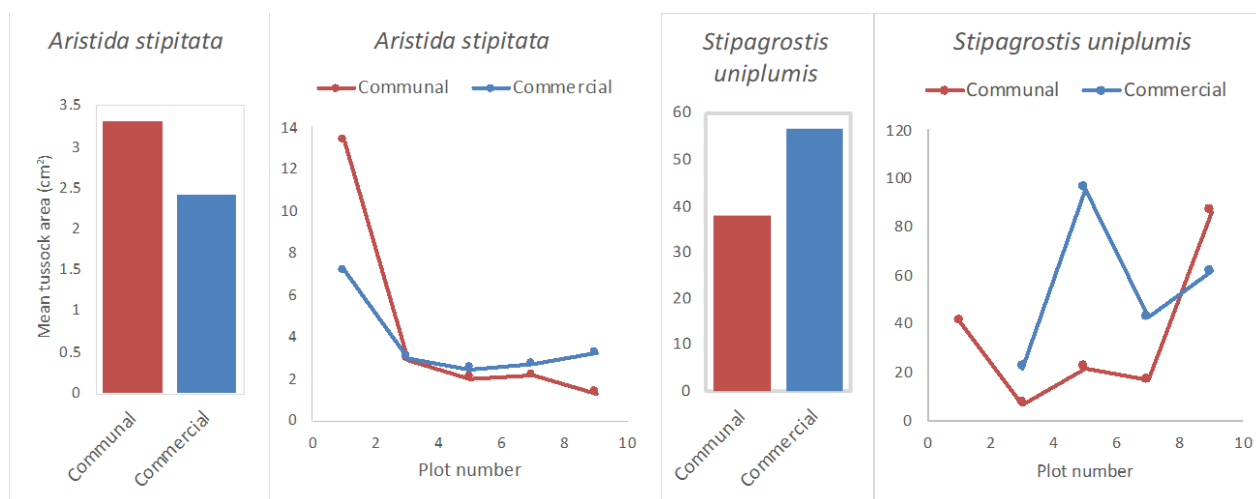 Aristida stipitata
Mean tussock area (cm²)
3.5
3
2.5
2
1.5
1
0.5
0
Communal
Commercial
Aristida stipitata
Communal Commercial
14
12
10
8
6
4
2
0
0 2 4 6 8 10
Plot number
Stipagrostis
uniplumis
60
50
40
30
20
10
0
Communal
Commercial
Stipagrostis uniplumis
Communal Commercial
120
100
80
60
40
20
0
0 2 4 6 8 10
Plot number